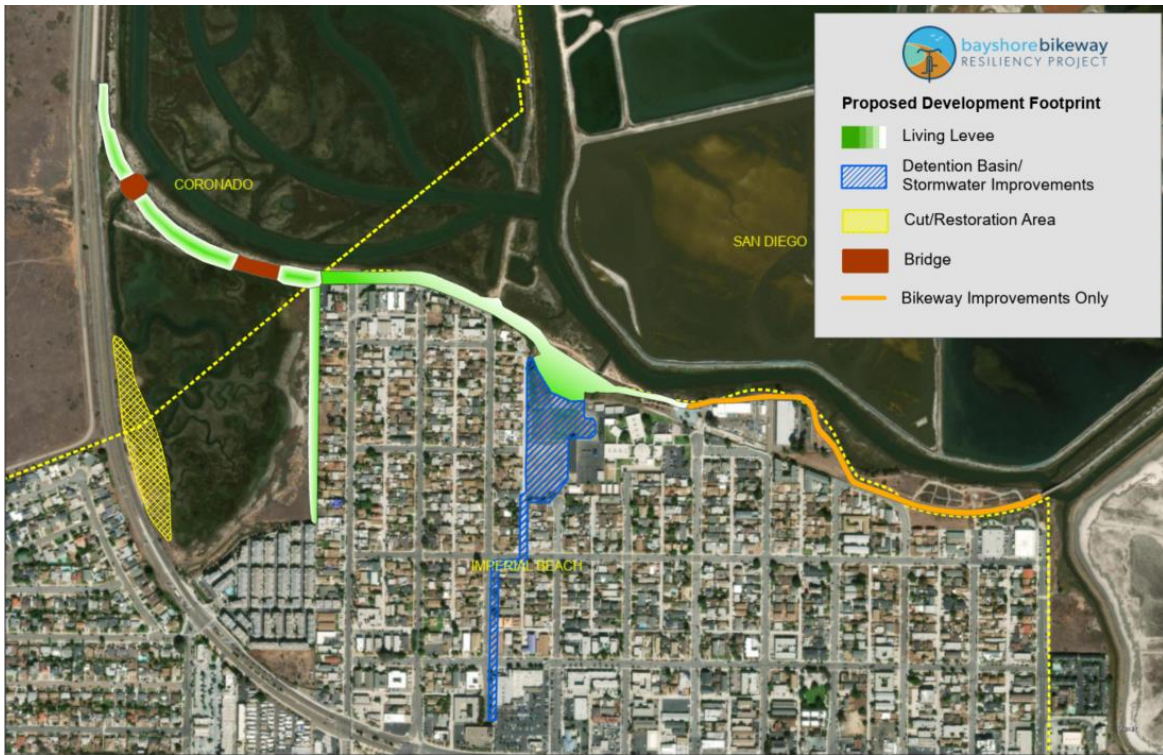 bayshorebikeway
RESILIENCY PROJECT
Proposed Development Footprint
Living Levee
Detention Basin/
Stormwater Improvements
Cut/Restoration Area
Bridge
Bikeway Improvements Only
CORONADO
SAN DIEGO
IMPERIAL BEACH